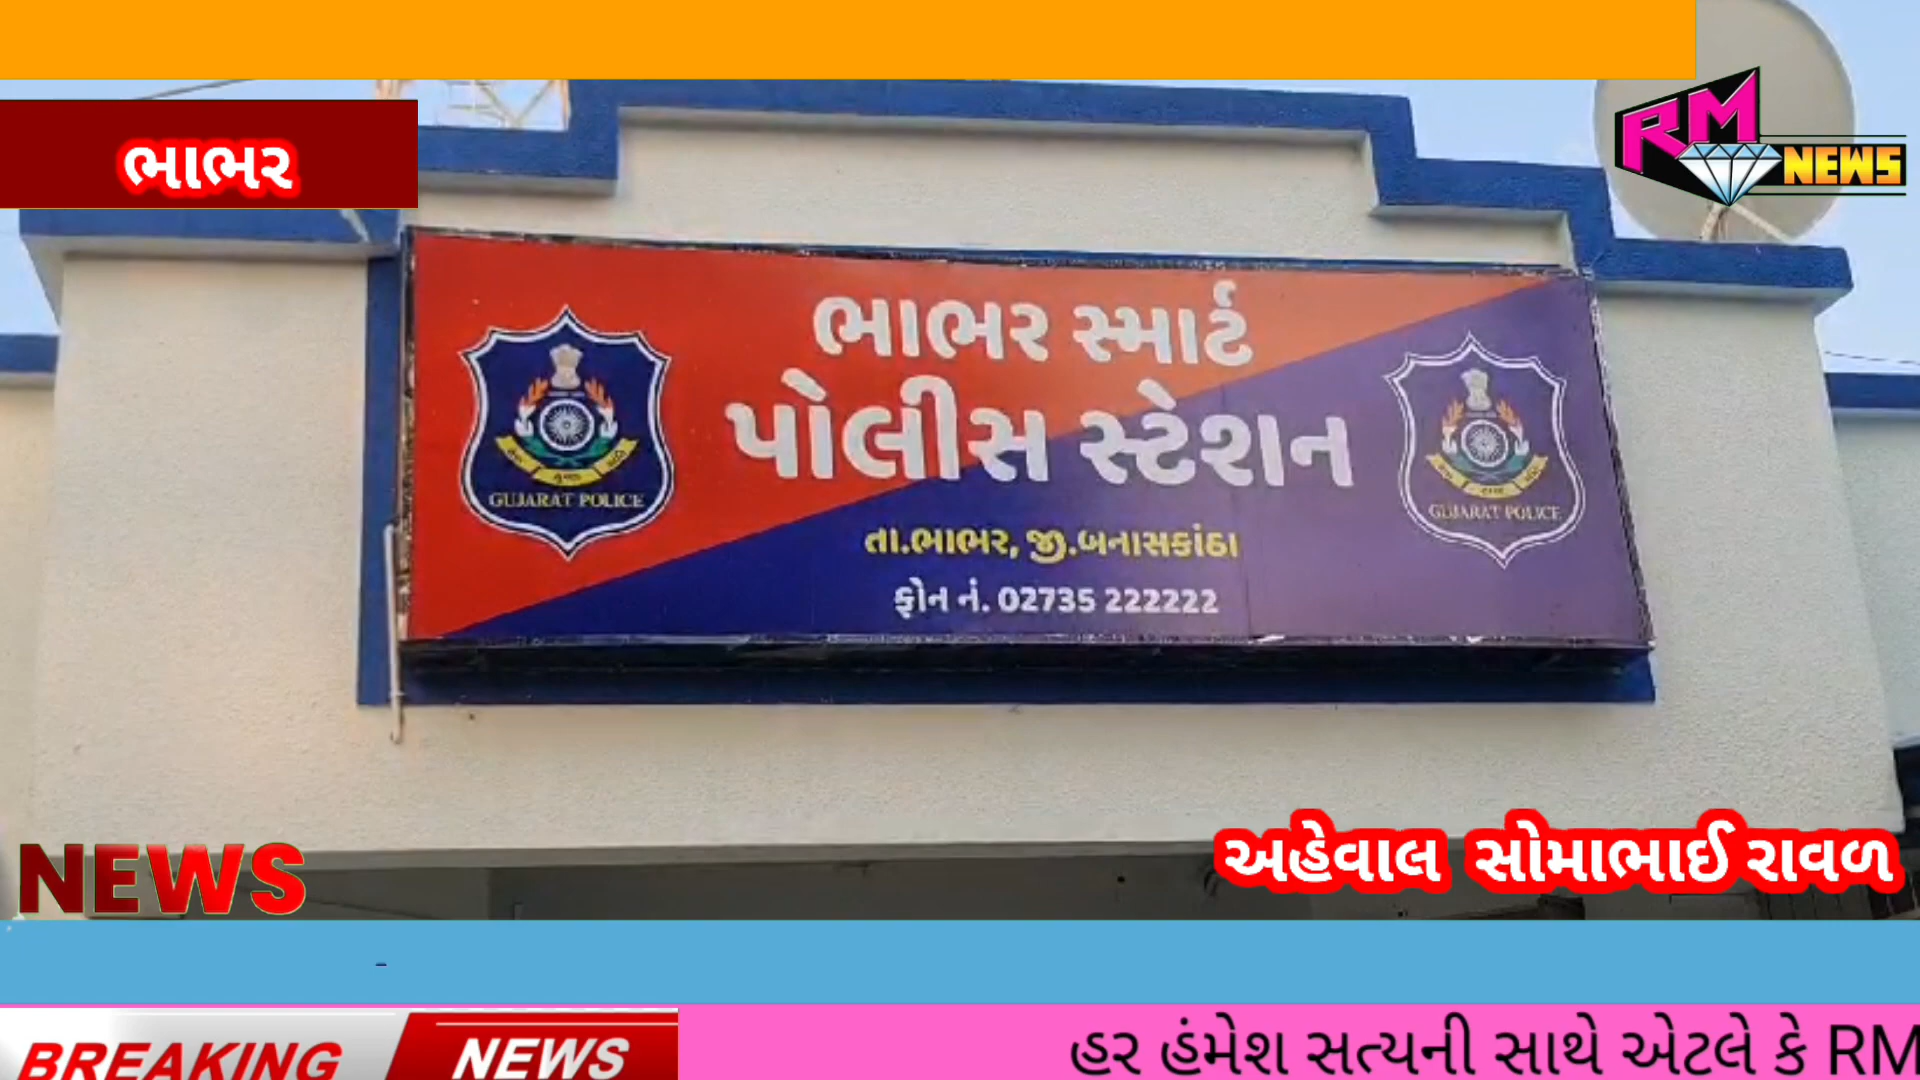 ભાભર
RM NEWS
ભાભર સ્માર્ટ
પોલીસ સ્ટેશન
તા.ભાભર, જી.બનાસકાંઠા
ફોન નં. 02735 222222
GUJARAT POLICE
GUJARAT POLICE
અહેવાલ સોમાભાઈ રાવળ
NEWS
-
BREAKING NEWS
હર હંમેશ સત્યની સાથે એટલે કે RM